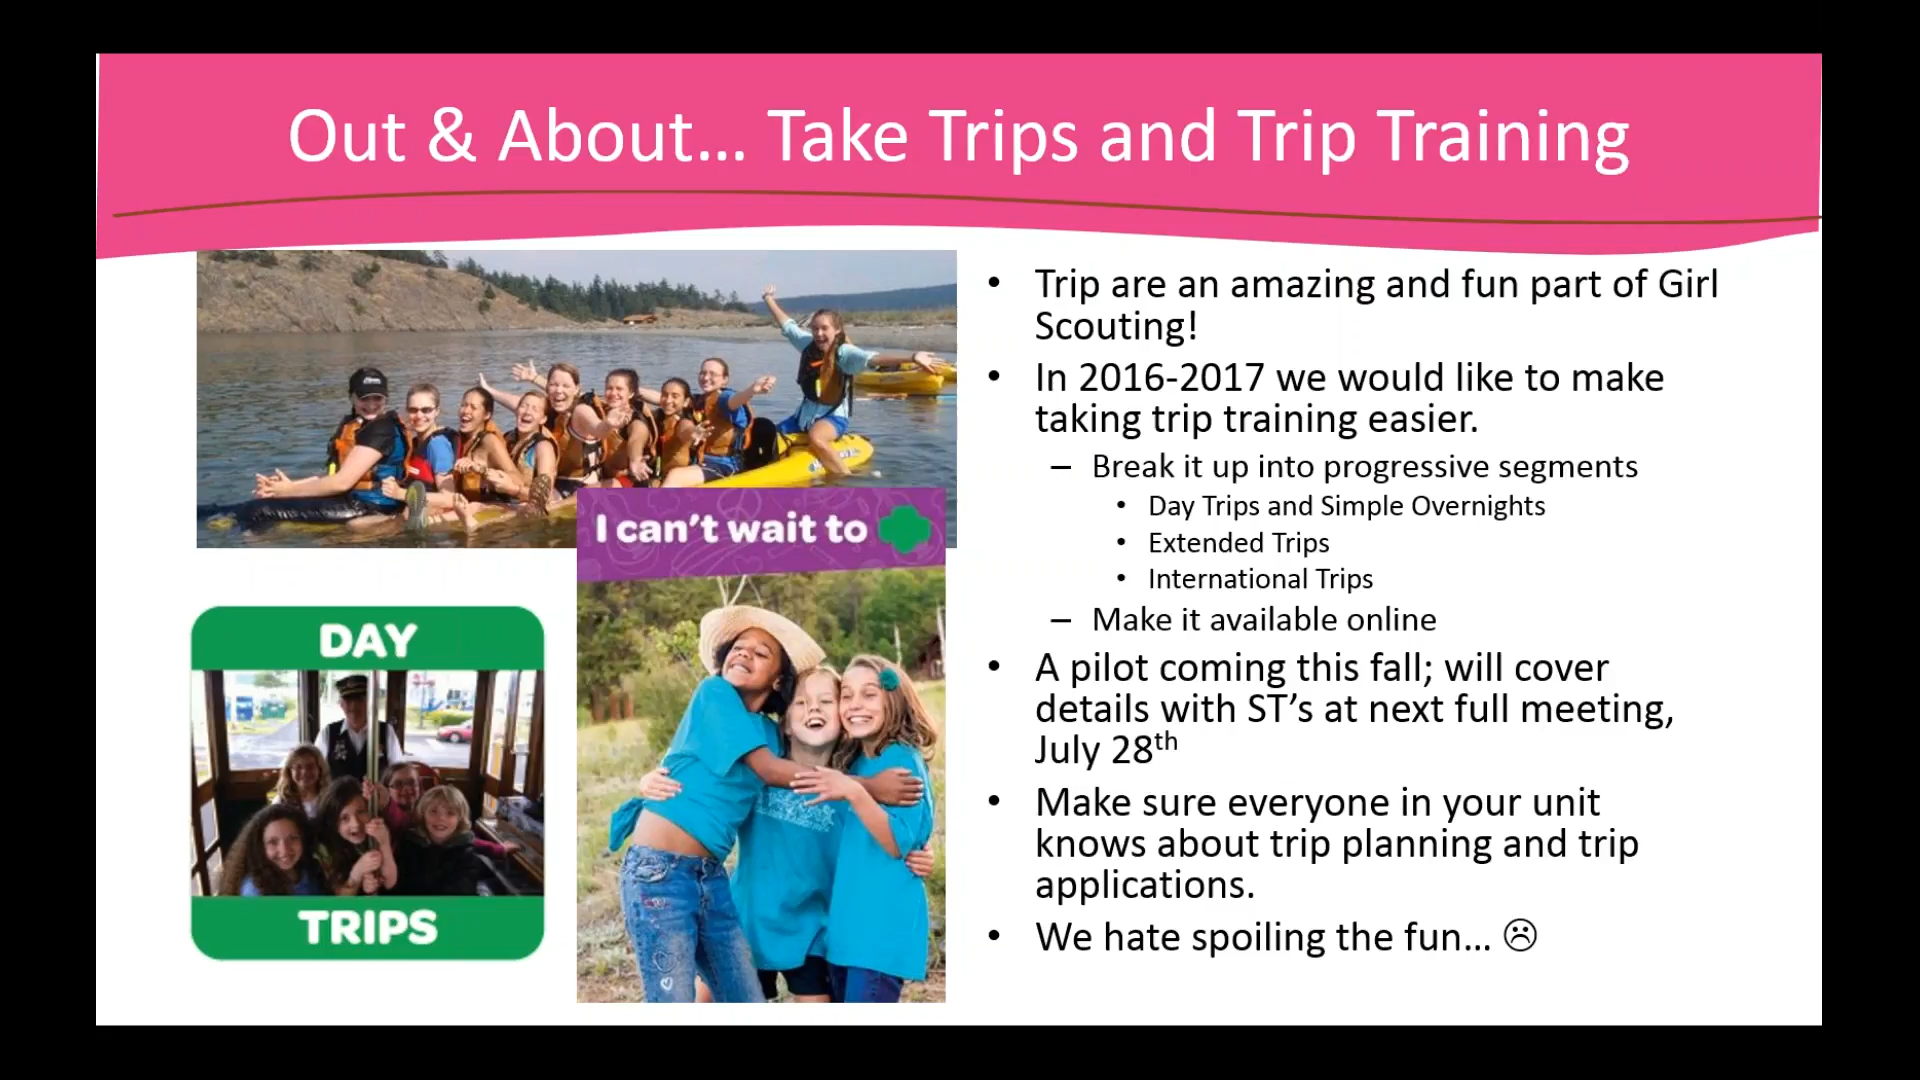 Out & About... Take Trips and Trip Training
• Trip are an amazing and fun part of Girl
Scouting!
• In 2016-2017 we would like to make
taking trip training easier.
– Break it up into progressive segments
• Day Trips and Simple Overnights
• Extended Trips
• International Trips
– Make it available online
• A pilot coming this fall; will cover
details with ST’s at next full meeting,
July 28th
• Make sure everyone in your unit
knows about trip planning and trip
applications.
• We hate spoiling the fun... ☹
I can’t wait to
DAY
TRIPS